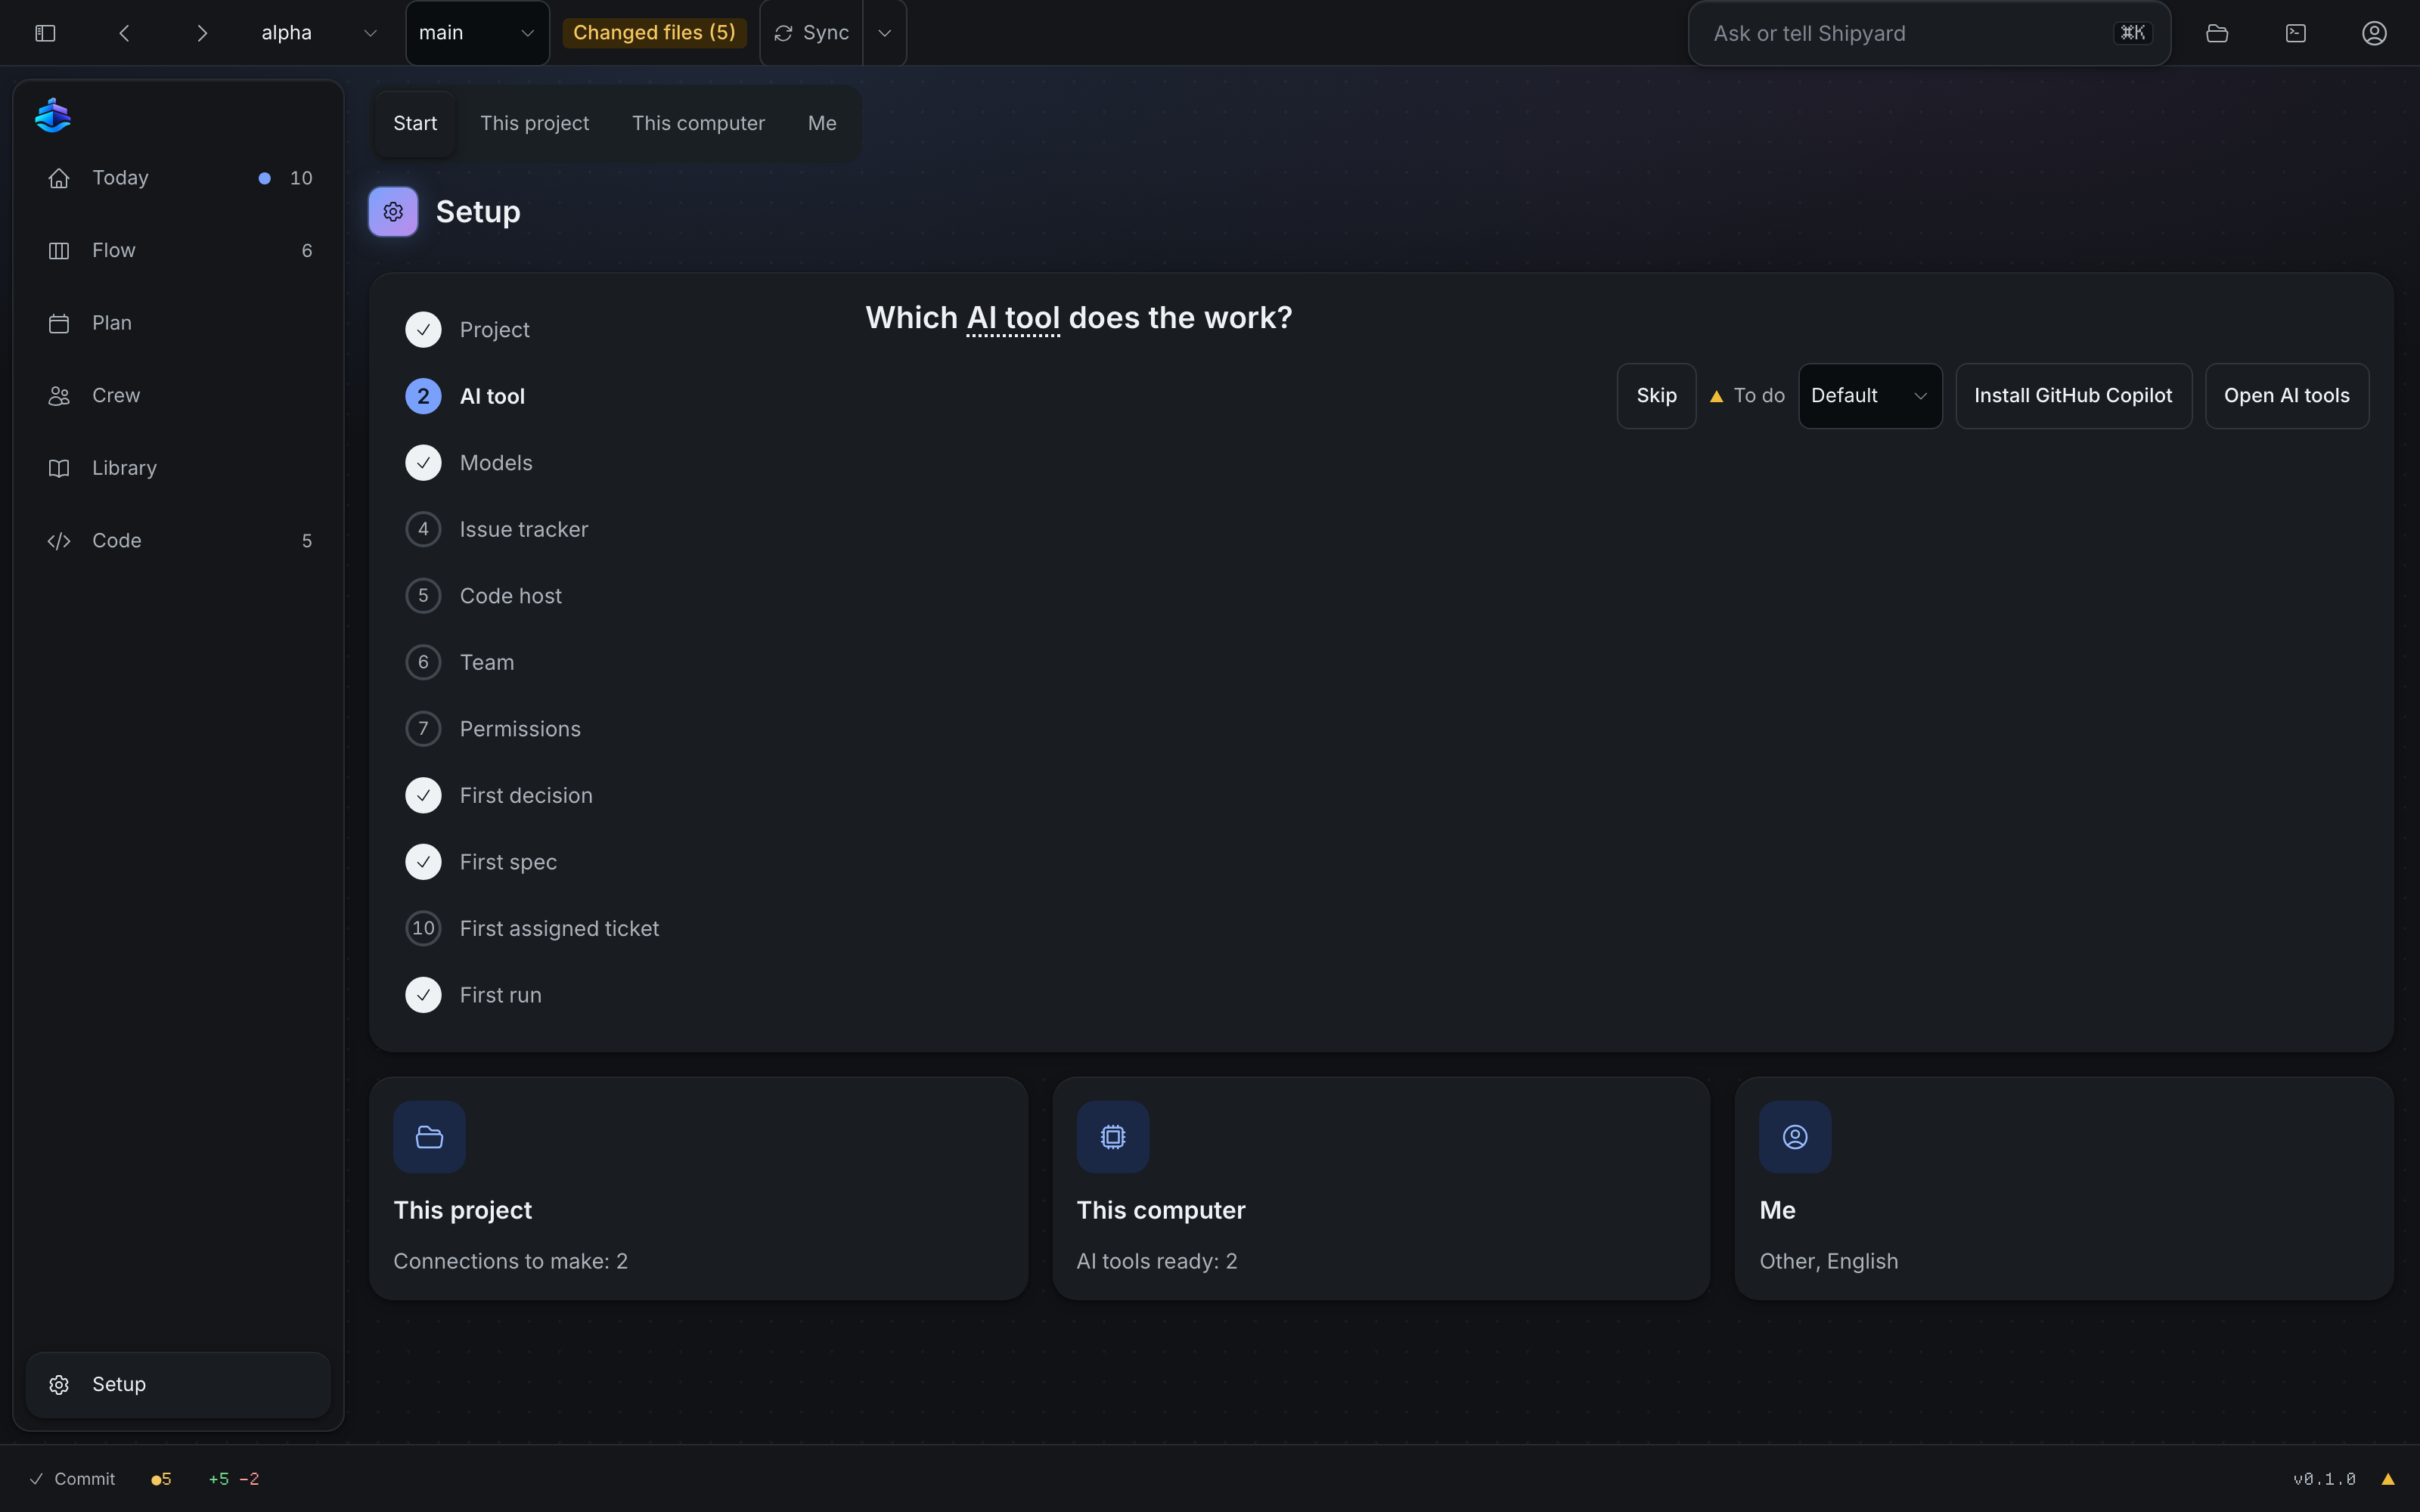 alpha main Changed files (5) Sync Ask or tell Shipyard ⌘K
Start This project This computer Me
Today 10
Flow 6
Plan
Crew
Library
Code 5
Setup
Setup
Project
2 AI tool
Models
4 Issue tracker
5 Code host
6 Team
7 Permissions
First decision
First spec
10 First assigned ticket
First run
Which AI tool does the work?
Skip To do Default Install GitHub Copilot Open AI tools
This project
Connections to make: 2
This computer
AI tools ready: 2
Me
Other, English
Commit 5 +5 -2 v0.1.0